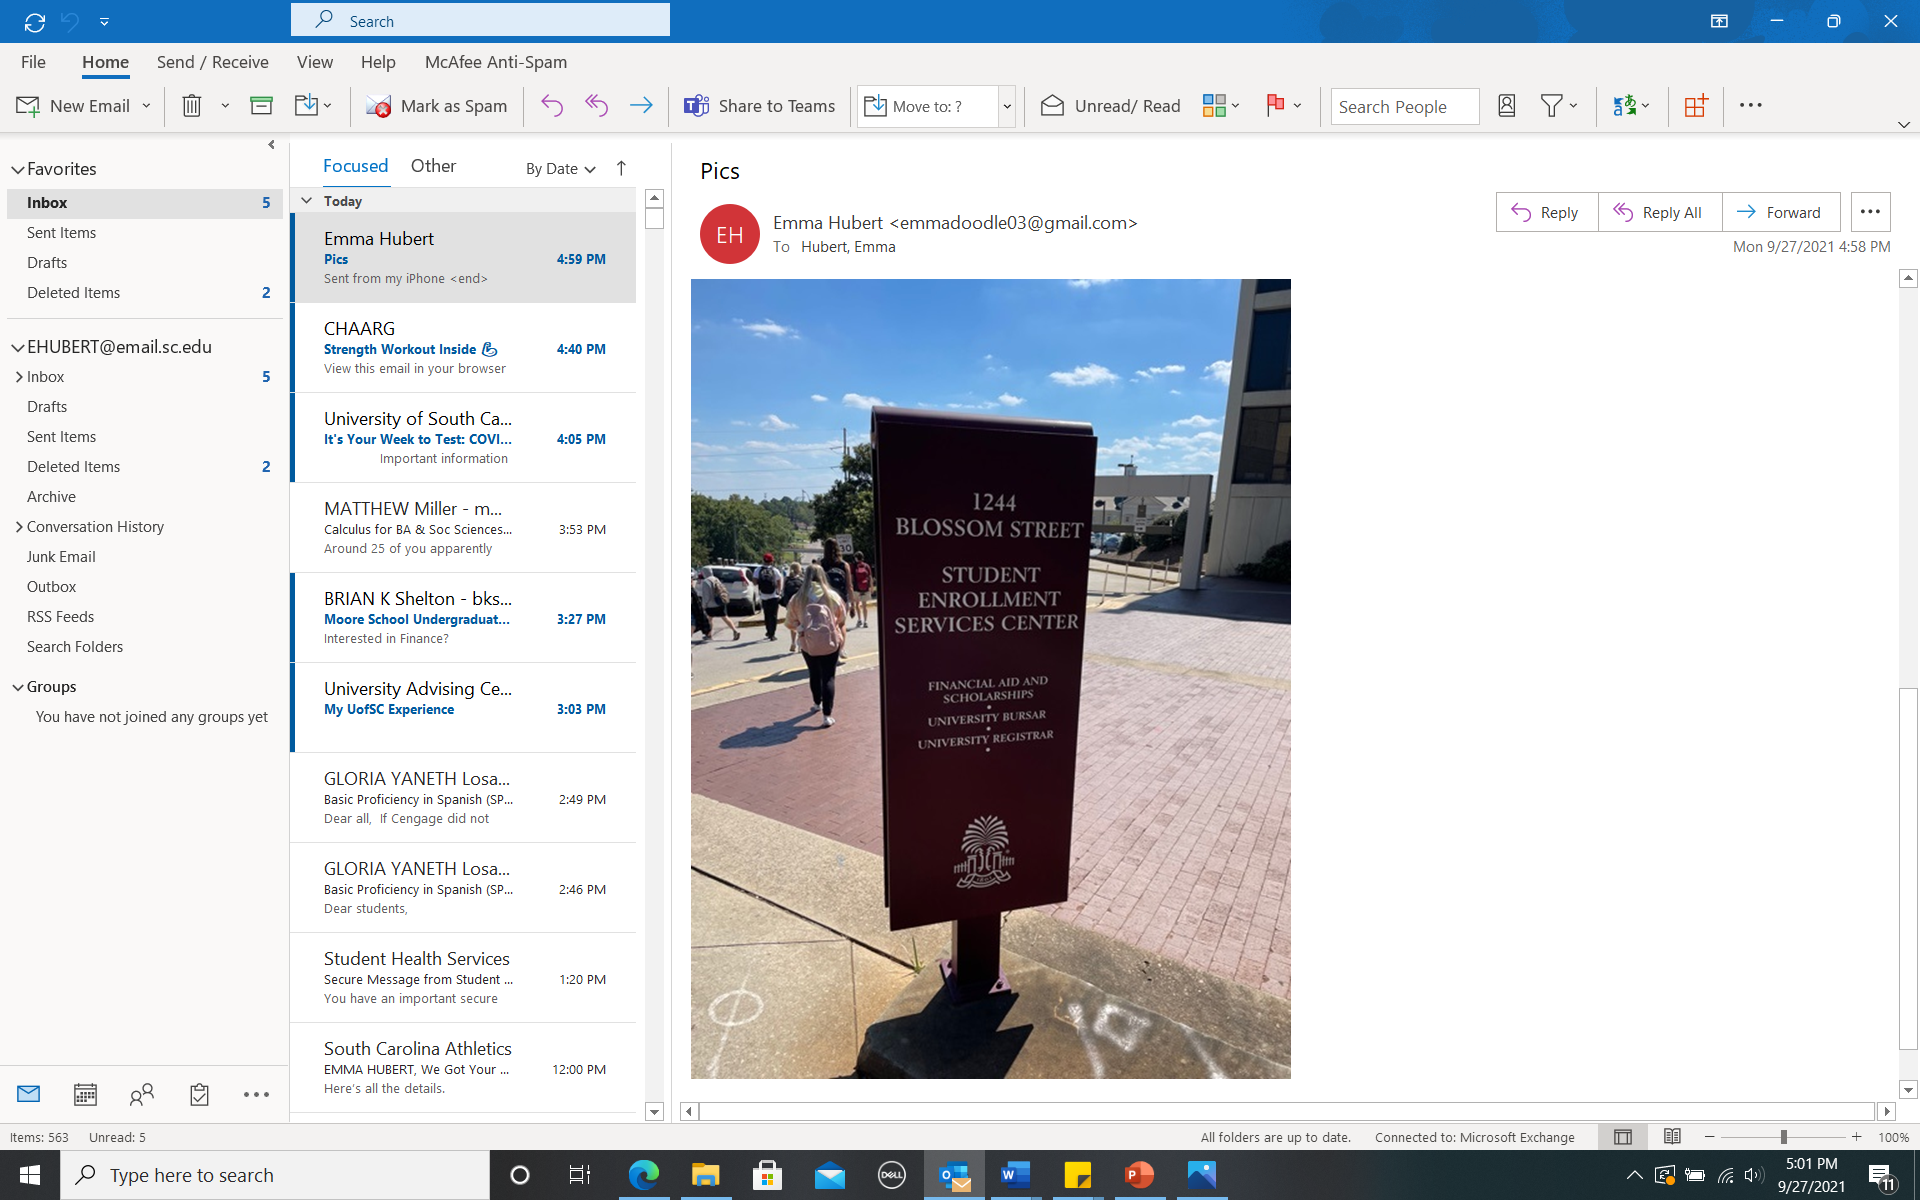 Search
File
Home
Send / Receive
View
Help
McAfee Anti-Spam
New Email
Mark as Spam
Share to Teams
Move to: ?
Unread/ Read
Search People
Favorites
Inbox 5
Sent Items
Drafts
Deleted Items 2
EHUBERT@email.sc.edu
Inbox 5
Drafts
Sent Items
Deleted Items 2
Archive
Conversation History
Junk Email
Outbox
RSS Feeds
Search Folders
Groups
You have not joined any groups yet
Focused
Other
By Date
Today
Emma Hubert
Pics 4:59 PM
Sent from my iPhone <end>
CHAARG
Strength Workout Inside 4:40 PM
View this email in your browser
University of South Ca...
It's Your Week to Test: COVI... 4:05 PM
Important information
MATTHEW Miller - m...
Calculus for BA & Soc Sciences... 3:53 PM
Around 25 of you apparently
BRIAN K Shelton - bks...
Moore School Undergraduat... 3:27 PM
Interested in Finance?
University Advising Ce...
My UofSC Experience 3:03 PM
GLORIA YANETH Losa...
Basic Proficiency in Spanish (SP... 2:49 PM
Dear all, If Cengage did not
GLORIA YANETH Losa...
Basic Proficiency in Spanish (SP... 2:46 PM
Dear students,
Student Health Services
Secure Message from Student ... 1:20 PM
You have an important secure
South Carolina Athletics
EMMA HUBERT, We Got Your ... 12:00 PM
Here's all the details.
Pics
EH
Emma Hubert <emmadoodle03@gmail.com>
To Hubert, Emma
Reply
Reply All
Forward
Mon 9/27/2021 4:58 PM
1244
BLOSSOM STREET
STUDENT
ENROLLMENT
SERVICES CENTER
FINANCIAL AID AND
SCHOLARSHIPS
•
UNIVERSITY BURSAR
•
UNIVERSITY REGISTRAR
•
Items: 563
Unread: 5
All folders are up to date.
Connected to: Microsoft Exchange
100%
Type here to search
DELL
5:01 PM
9/27/2021
11